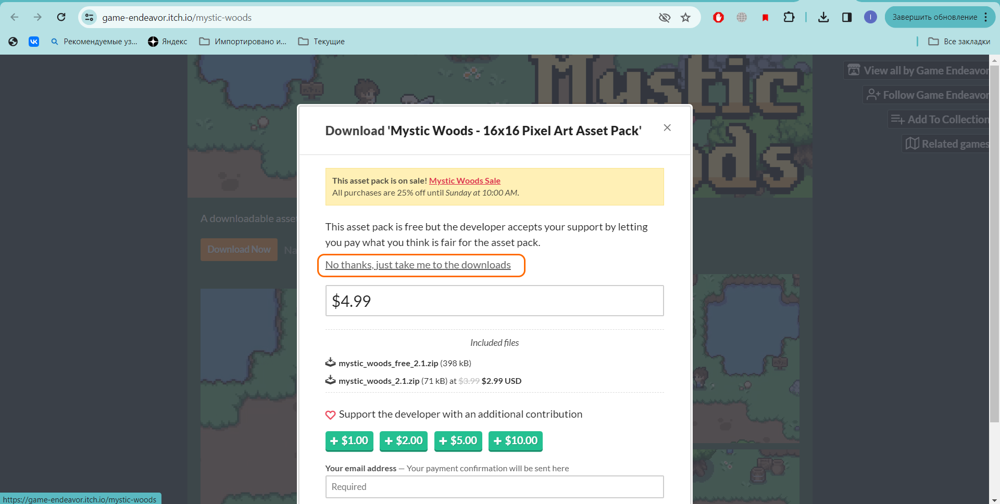 game-endeavor.itch.io/mystic-woods
Завершить обновление
Рекомендуемые уз...
Яндекс
Импортировано и...
Текущие
Все закладки
Mystic
Woods
View all by Game Endeavor
Follow Game Endeavor
Add To Collection
Related games
Download 'Mystic Woods - 16x16 Pixel Art Asset Pack'
This asset pack is on sale! Mystic Woods Sale
All purchases are 25% off until Sunday at 10:00 AM.
A downloadable asse
This asset pack is free but the developer accepts your support by letting
you pay what you think is fair for the asset pack.
Download Now
Na
No thanks, just take me to the downloads
$4.99
Included files
mystic_woods_free_2.1.zip (398 kB)
mystic_woods_2.1.zip (71 kB) at $3.99 $2.99 USD
Support the developer with an additional contribution
+ $1.00
+ $2.00
+ $5.00
+ $10.00
Your email address — Your payment confirmation will be sent here
Required
https://game-endeavor.itch.io/mystic-woods